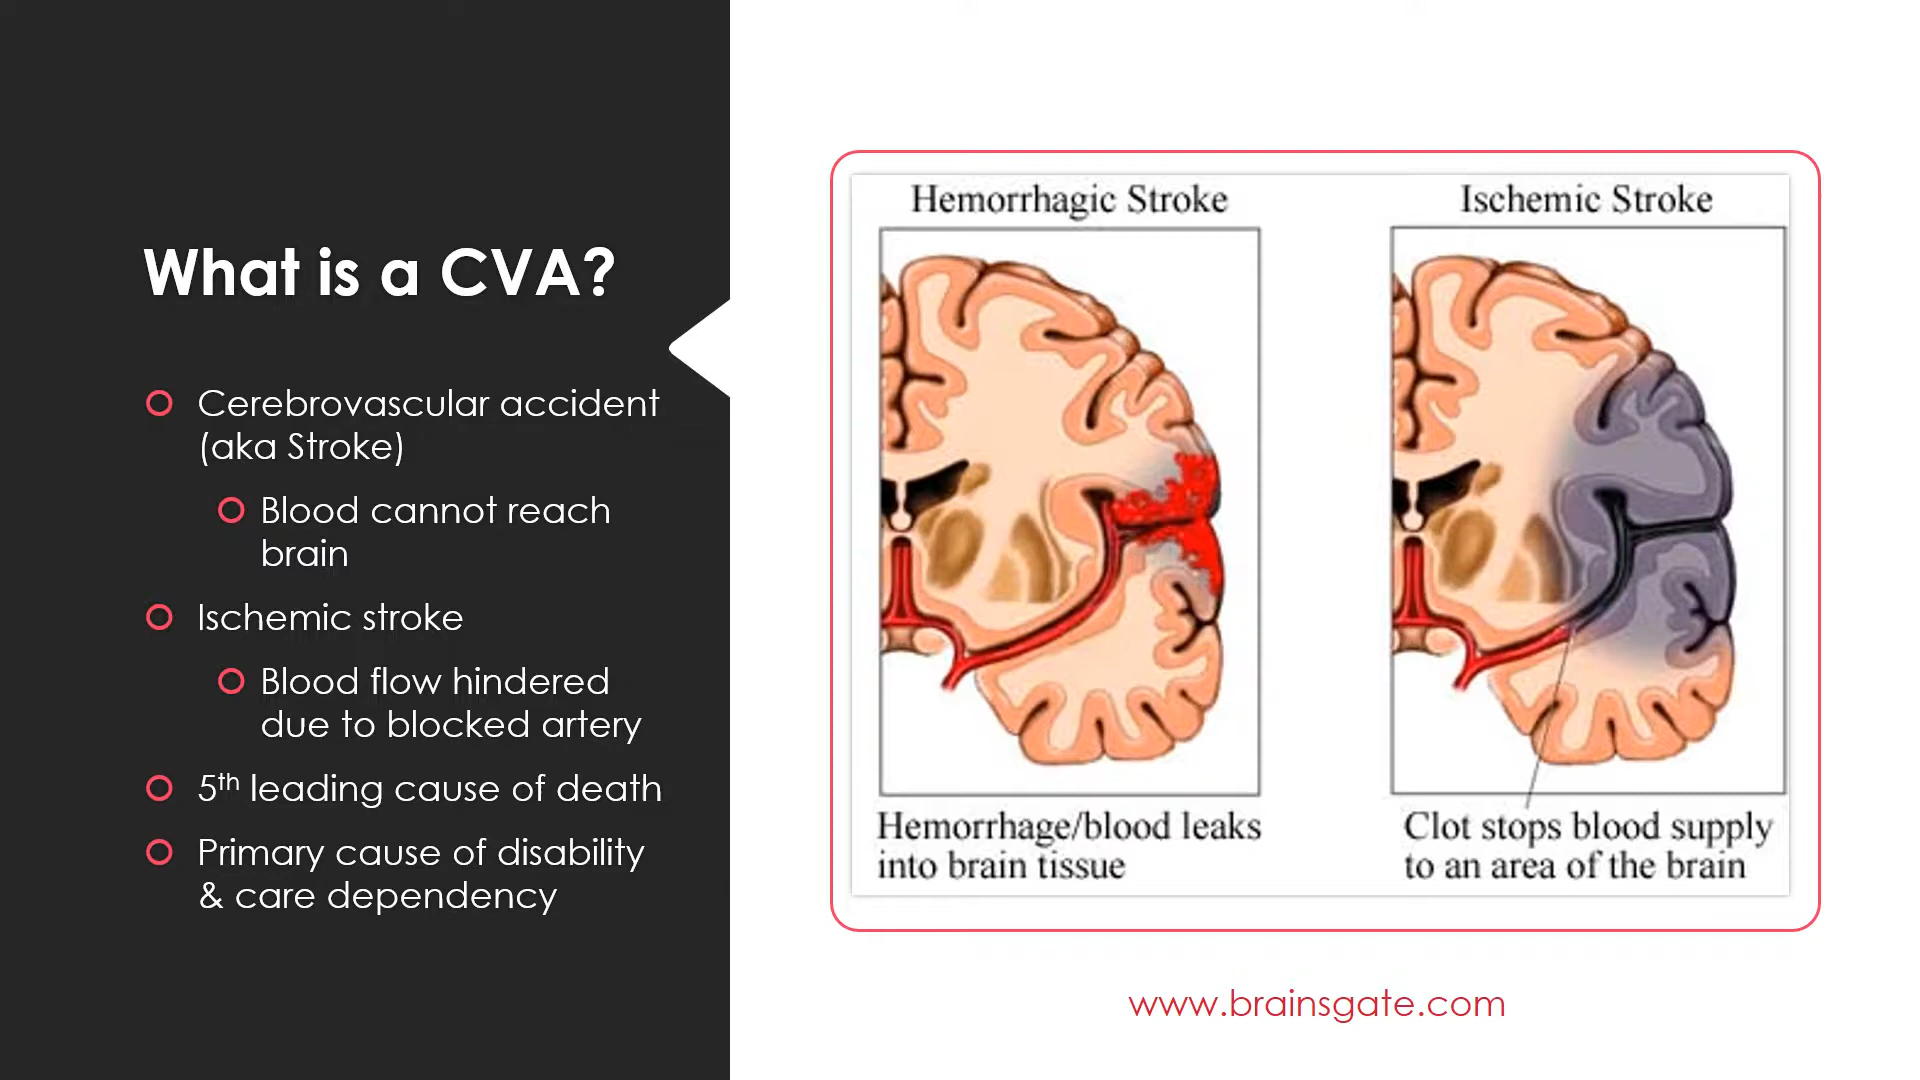 What is a CVA?
Cerebrovascular accident
(aka Stroke)
Blood cannot reach
brain
Ischemic stroke
Blood flow hindered
due to blocked artery
5th leading cause of death
Primary cause of disability
& care dependency
Hemorrhagic Stroke
Hemorrhage/blood leaks
into brain tissue
Ischemic Stroke
Clot stops blood supply
to an area of the brain
www.brainsgate.com